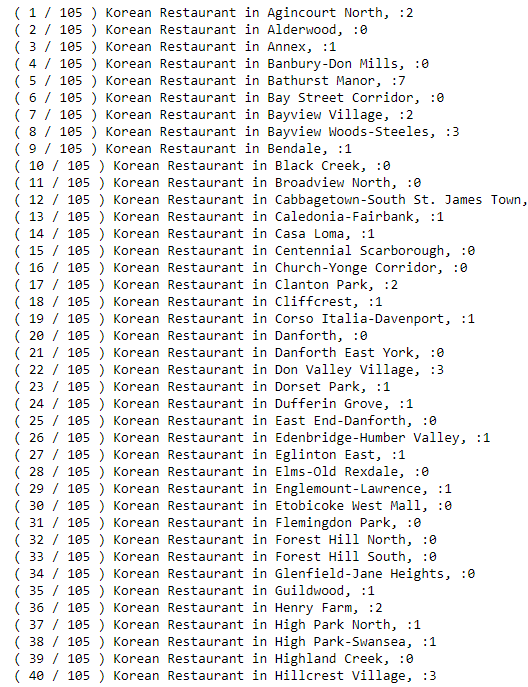 ( 1 / 105 ) Korean Restaurant in Agincourt North, :2
( 2 / 105 ) Korean Restaurant in Alderwood, :0
( 3 / 105 ) Korean Restaurant in Annex, :1
( 4 / 105 ) Korean Restaurant in Banbury-Don Mills, :0
( 5 / 105 ) Korean Restaurant in Bathurst Manor, :7
( 6 / 105 ) Korean Restaurant in Bay Street Corridor, :0
( 7 / 105 ) Korean Restaurant in Bayview Village, :2
( 8 / 105 ) Korean Restaurant in Bayview Woods-Steeles, :3
( 9 / 105 ) Korean Restaurant in Bendale, :1
( 10 / 105 ) Korean Restaurant in Black Creek, :0
( 11 / 105 ) Korean Restaurant in Broadview North, :0
( 12 / 105 ) Korean Restaurant in Cabbagetown-South St. James Town,
( 13 / 105 ) Korean Restaurant in Caledonia-Fairbank, :1
( 14 / 105 ) Korean Restaurant in Casa Loma, :1
( 15 / 105 ) Korean Restaurant in Centennial Scarborough, :0
( 16 / 105 ) Korean Restaurant in Church-Yonge Corridor, :0
( 17 / 105 ) Korean Restaurant in Clanton Park, :2
( 18 / 105 ) Korean Restaurant in Cliffcrest, :1
( 19 / 105 ) Korean Restaurant in Corso Italia-Davenport, :1
( 20 / 105 ) Korean Restaurant in Danforth, :0
( 21 / 105 ) Korean Restaurant in Danforth East York, :0
( 22 / 105 ) Korean Restaurant in Don Valley Village, :3
( 23 / 105 ) Korean Restaurant in Dorset Park, :1
( 24 / 105 ) Korean Restaurant in Dufferin Grove, :1
( 25 / 105 ) Korean Restaurant in East End-Danforth, :0
( 26 / 105 ) Korean Restaurant in Edenbridge-Humber Valley, :1
( 27 / 105 ) Korean Restaurant in Eglinton East, :1
( 28 / 105 ) Korean Restaurant in Elms-Old Rexdale, :0
( 29 / 105 ) Korean Restaurant in Englemount-Lawrence, :1
( 30 / 105 ) Korean Restaurant in Etobicoke West Mall, :0
( 31 / 105 ) Korean Restaurant in Flemingdon Park, :0
( 32 / 105 ) Korean Restaurant in Forest Hill North, :0
( 33 / 105 ) Korean Restaurant in Forest Hill South, :0
( 34 / 105 ) Korean Restaurant in Glenfield-Jane Heights, :0
( 35 / 105 ) Korean Restaurant in Guildwood, :1
( 36 / 105 ) Korean Restaurant in Henry Farm, :2
( 37 / 105 ) Korean Restaurant in High Park North, :1
( 38 / 105 ) Korean Restaurant in High Park-Swansea, :1
( 39 / 105 ) Korean Restaurant in Highland Creek, :0
( 40 / 105 ) Korean Restaurant in Hillcrest Village, :3